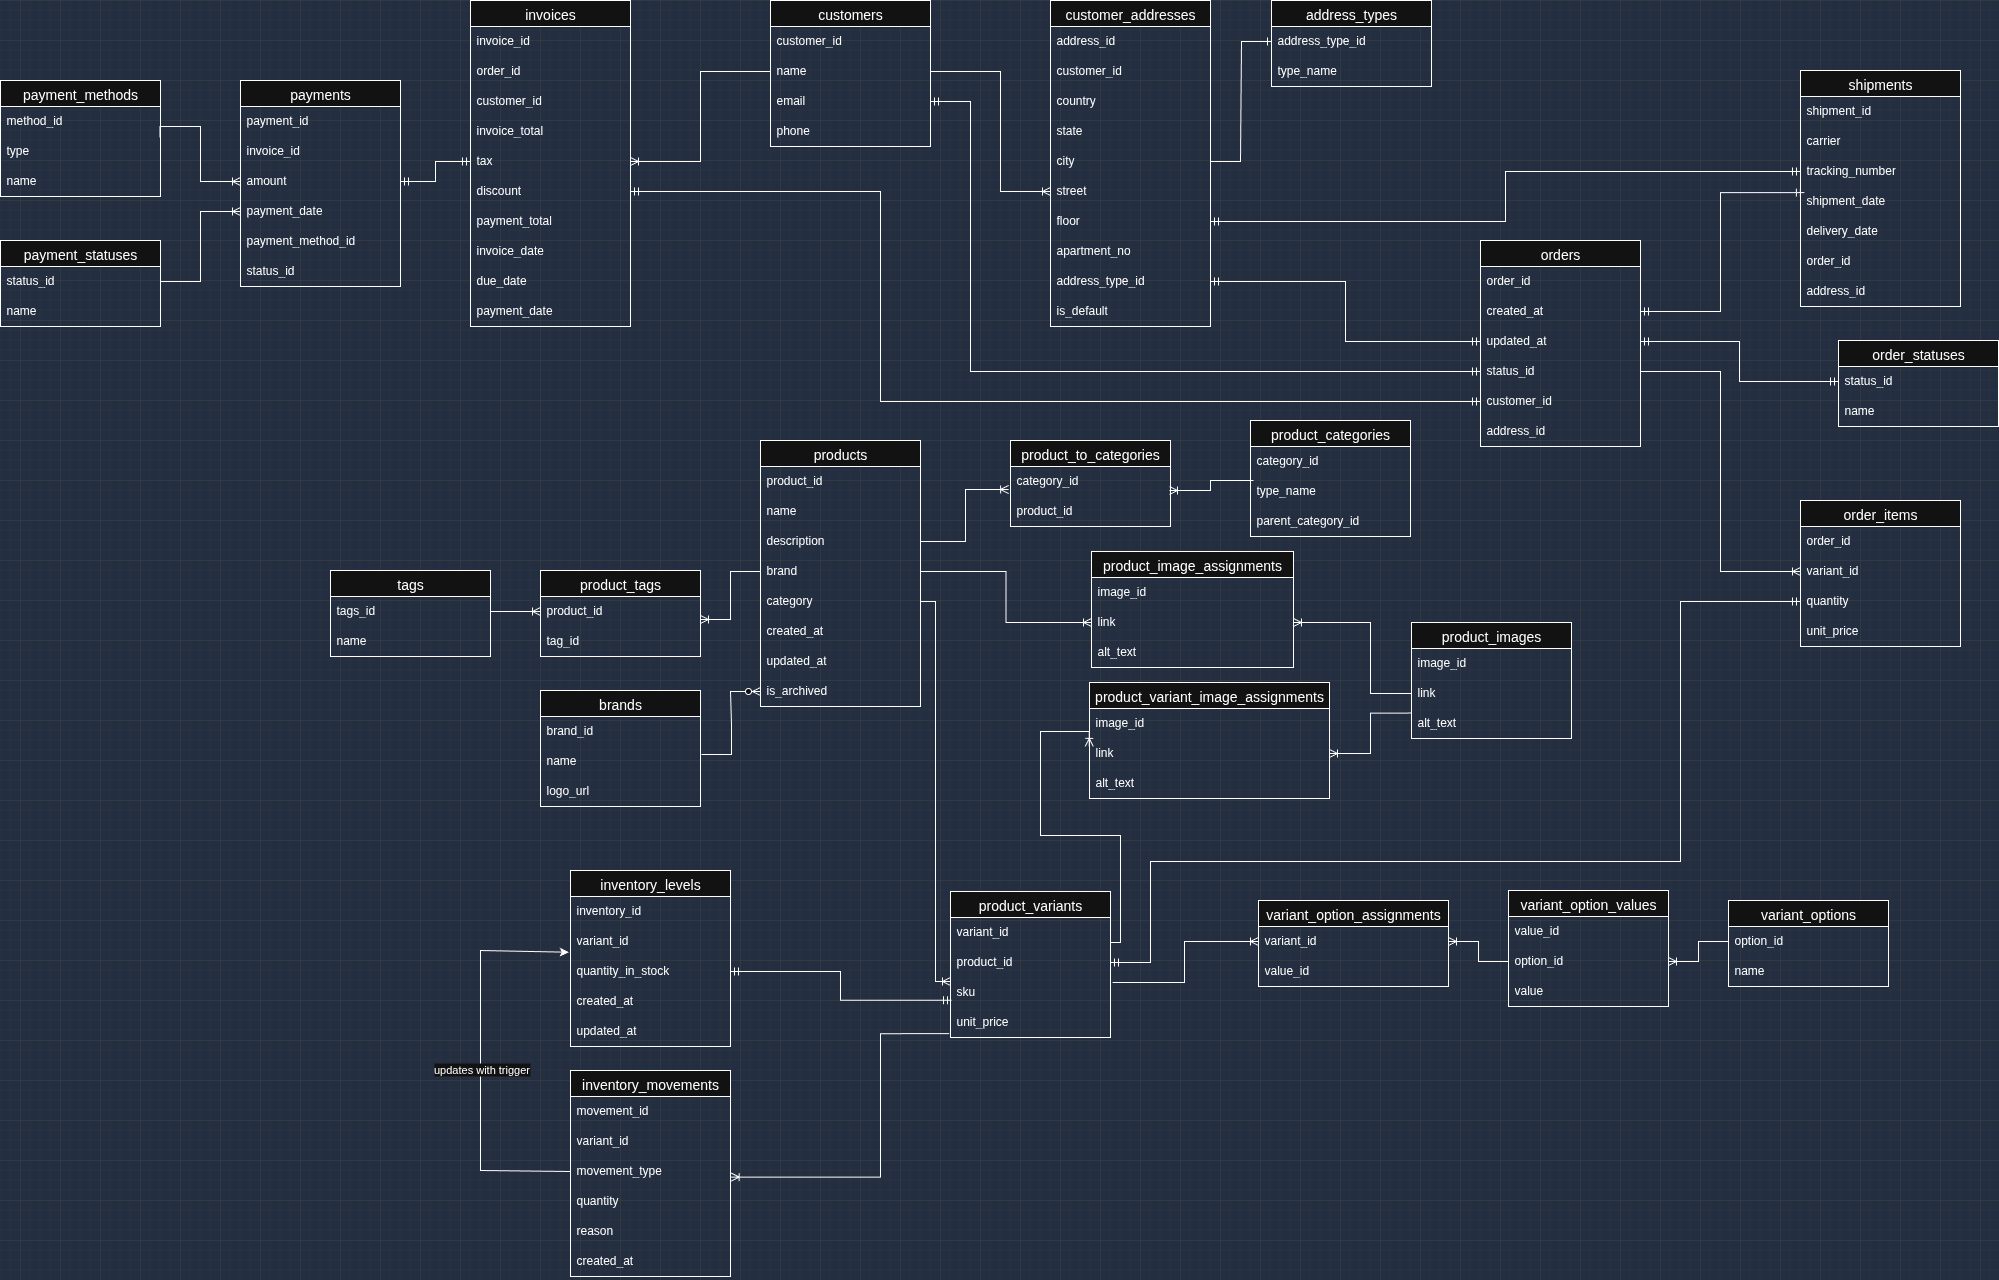 invoices
invoice_id
order_id
customer_id
invoice_total
tax
discount
payment_total
invoice_date
due_date
payment_date
customers
customer_id
name
email
phone
customer_addresses
address_id
customer_id
country
state
city
street
floor
apartment_no
address_type_id
is_default
address_types
address_type_id
type_name
payment_methods
method_id
type
name
payments
payment_id
invoice_id
amount
payment_date
payment_method_id
status_id
shipments
shipment_id
carrier
tracking_number
shipment_date
delivery_date
order_id
address_id
payment_statuses
status_id
name
orders
order_id
created_at
updated_at
status_id
customer_id
address_id
order_statuses
status_id
name
products
product_id
name
description
brand
category
created_at
updated_at
is_archived
product_to_categories
category_id
product_id
product_categories
category_id
type_name
parent_category_id
order_items
order_id
variant_id
quantity
unit_price
tags
tags_id
name
product_tags
product_id
tag_id
product_image_assignments
image_id
link
alt_text
product_images
image_id
link
alt_text
brands
brand_id
name
logo_url
product_variant_image_assignments
image_id
link
alt_text
inventory_levels
inventory_id
variant_id
quantity_in_stock
created_at
updated_at
product_variants
variant_id
product_id
sku
unit_price
variant_option_assignments
variant_id
value_id
variant_option_values
value_id
option_id
value
variant_options
option_id
name
updates with trigger
inventory_movements
movement_id
variant_id
movement_type
quantity
reason
created_at